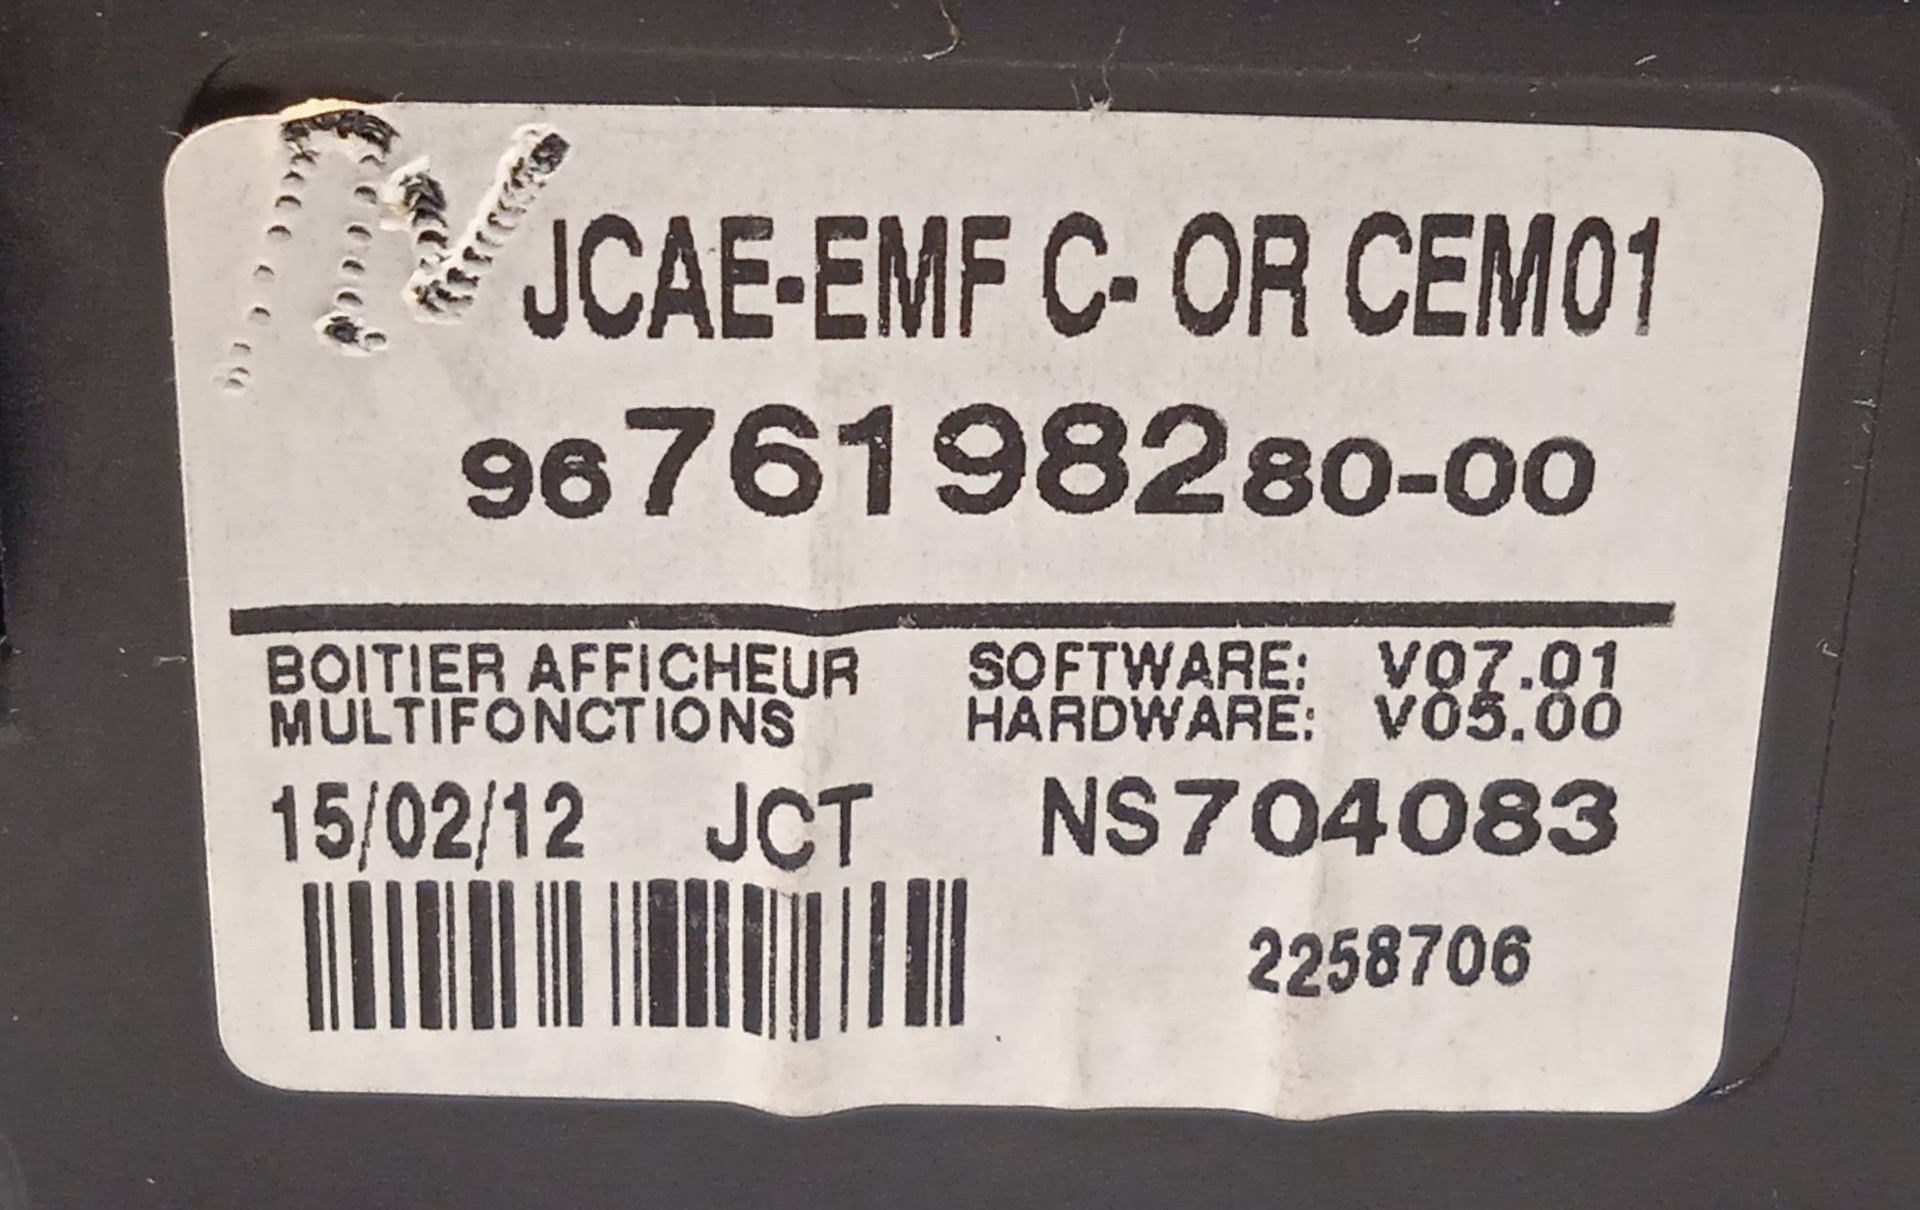 JCAE-EMF C- OR CEM01
9676198280-00
BOITIER AFFICHEUR
MULTIFONCTIONS
SOFTWARE: V07.01
HARDWARE: V05.00
15/02/12 JCT NS704083
2258706